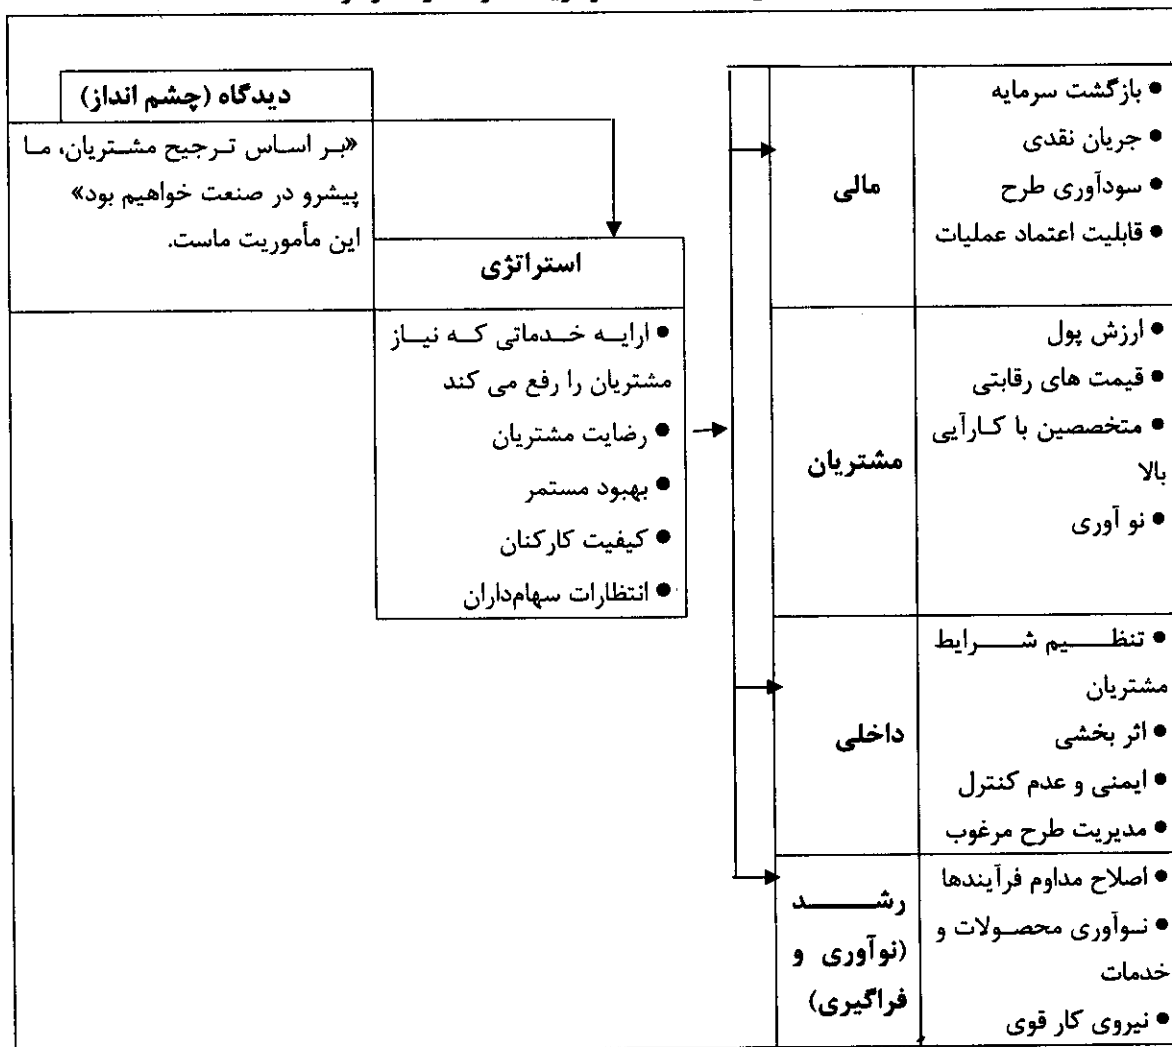 دیدگاه (چشم انداز)
«بر اساس ترجیح مشتریان، ما
پیشرو در صنعت خواهیم بود»
این مأموریت ماست.
استراتژی
● ارایه خدماتی که نیاز
مشتریان را رفع می کند
● رضایت مشتریان
● بهبود مستمر
● کیفیت کارکنان
● انتظارات سهام‌داران
مالی
● بازگشت سرمایه
● جریان نقدی
● سودآوری طرح
● قابلیت اعتماد عملیات
مشتریان
● ارزش پول
● قیمت های رقابتی
● متخصصین با کارآیی
بالا
● نو آوری
داخلی
● تنظیم شرایط
مشتریان
● اثر بخشی
● ایمنی و عدم کنترل
● مدیریت طرح مرغوب
رشد
(نوآوری و
فراگیری)
● اصلاح مداوم فرآیندها
● نوآوری محصولات و
خدمات
● نیروی کار قوی